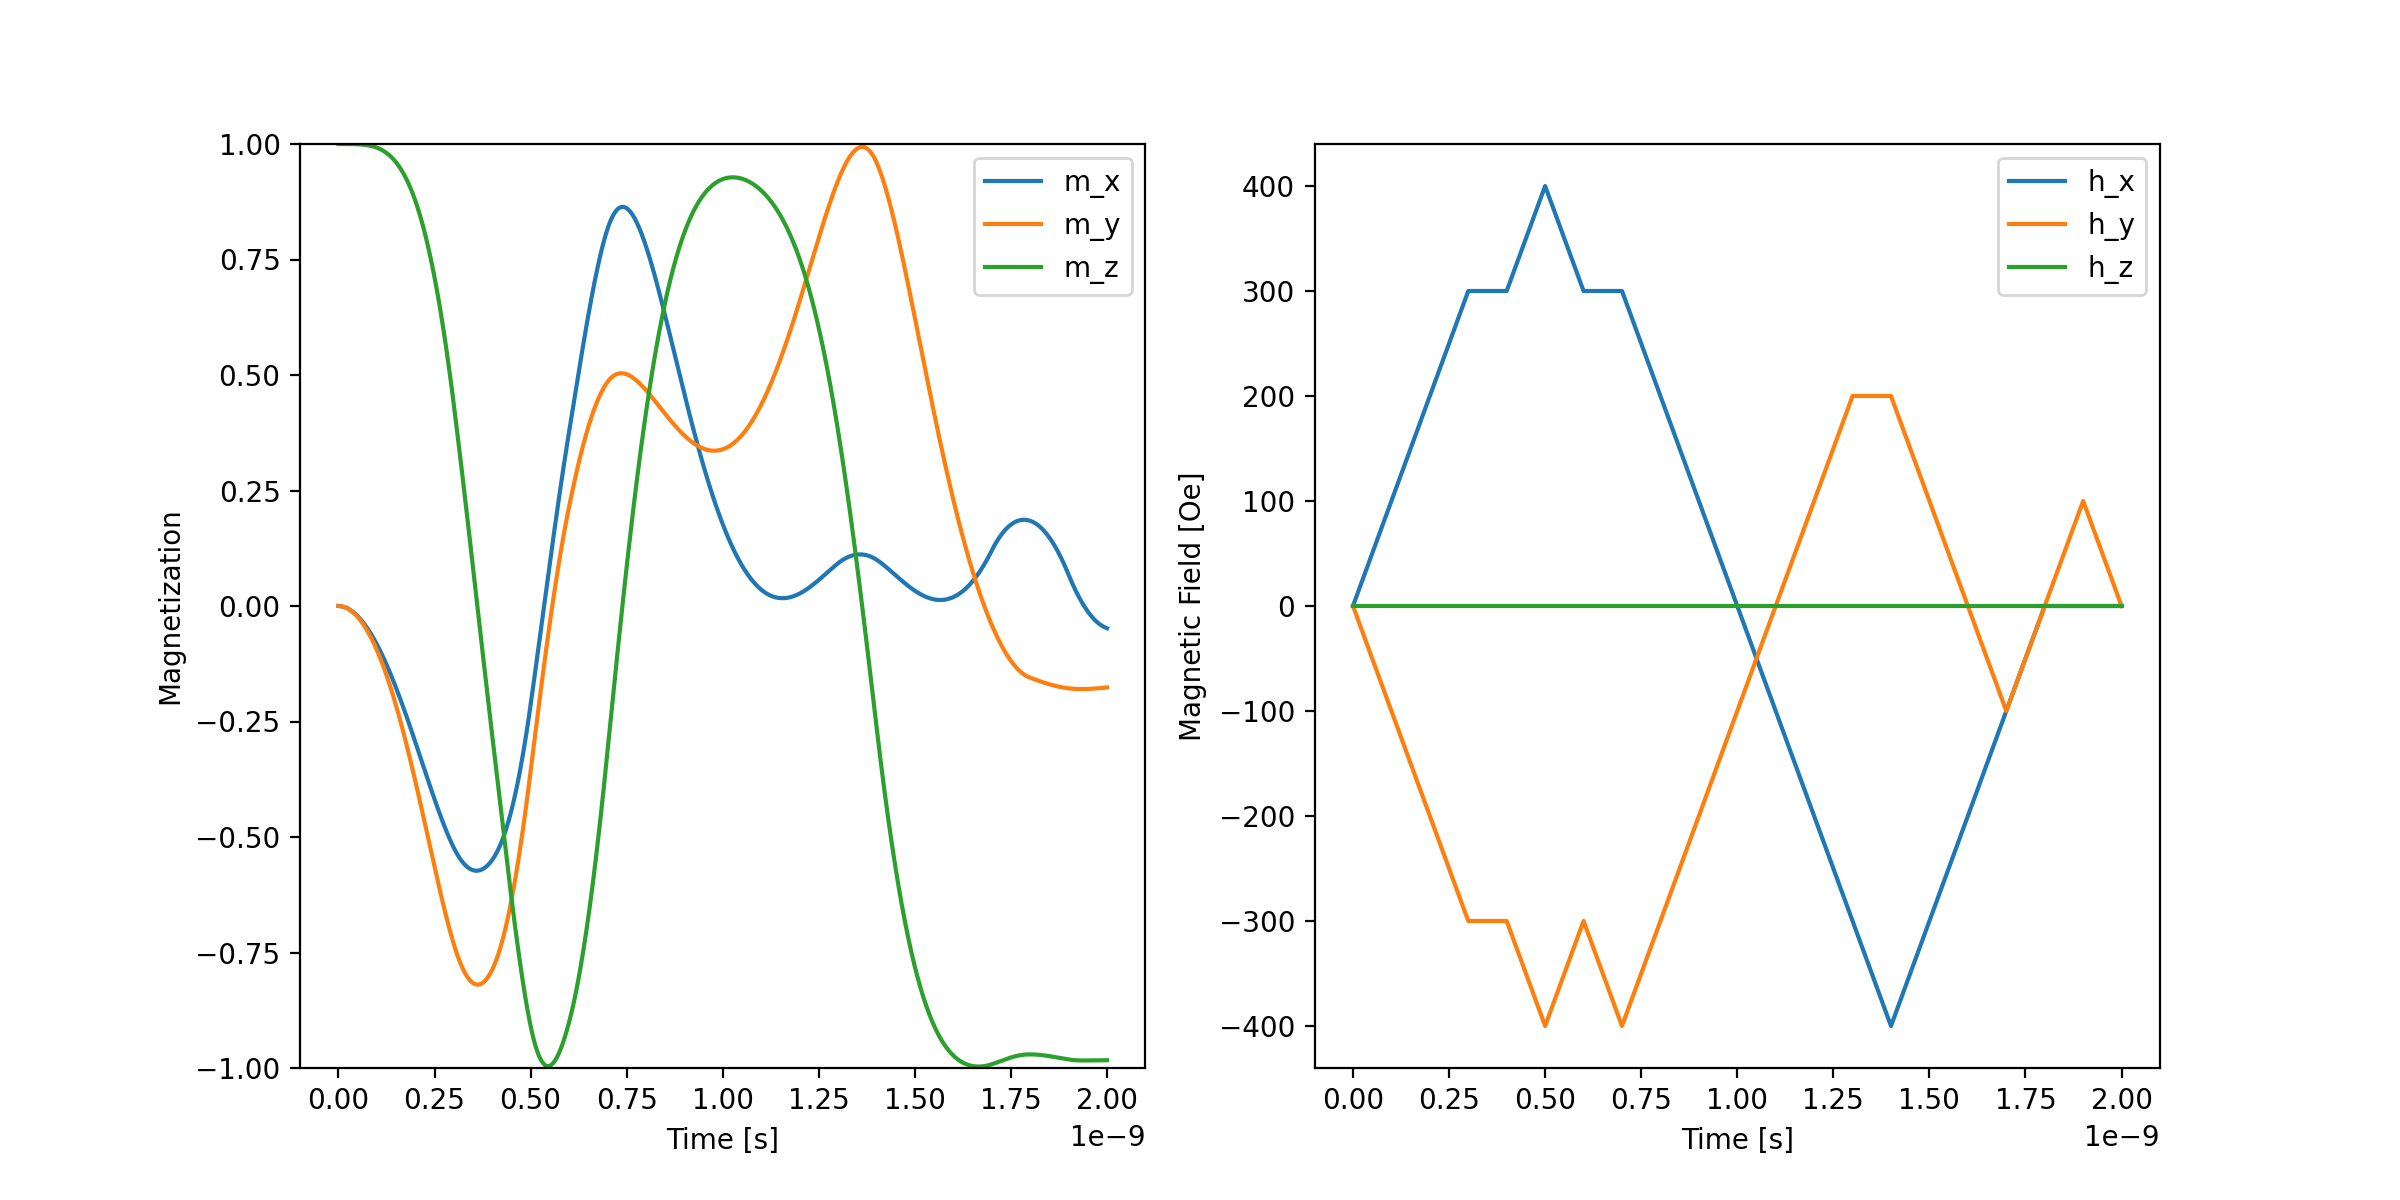 1.00
0.75
0.50
0.25
0.00
−0.25
−0.50
−0.75
−1.00
Magnetization
m_x
m_y
m_z
0.00 0.25 0.50 0.75 1.00 1.25 1.50 1.75 2.00
Time [s]
1e−9
400
300
200
100
0
−100
−200
−300
−400
Magnetic Field [Oe]
h_x
h_y
h_z
0.00 0.25 0.50 0.75 1.00 1.25 1.50 1.75 2.00
Time [s]
1e−9